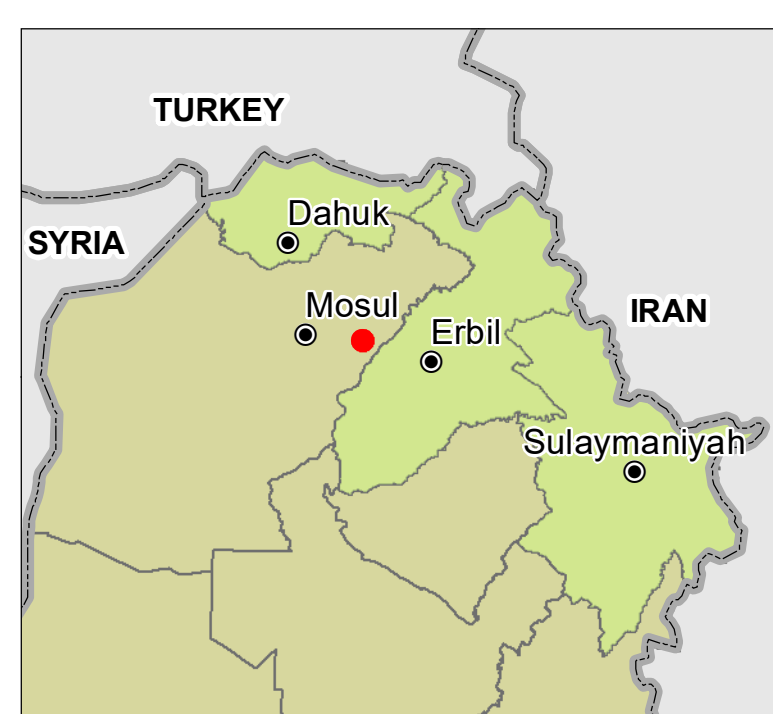 TURKEY
Dahuk
SYRIA
Mosul
IRAN
Erbil
Sulaymaniyah